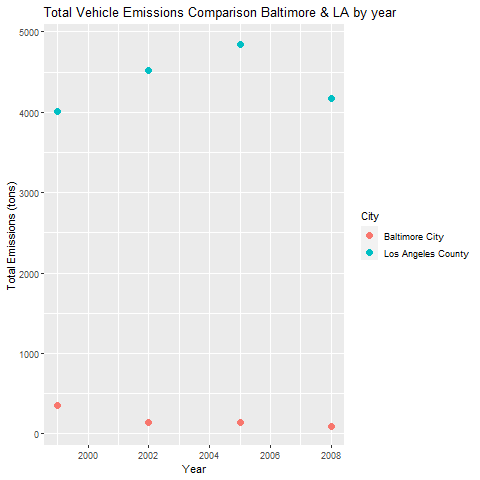 Total Vehicle Emissions Comparison Baltimore & LA by year
Total Emissions (tons)
5000
4000
3000
2000
1000
0
2000
2002
2004
2006
2008
Year
City
Baltimore City
Los Angeles County